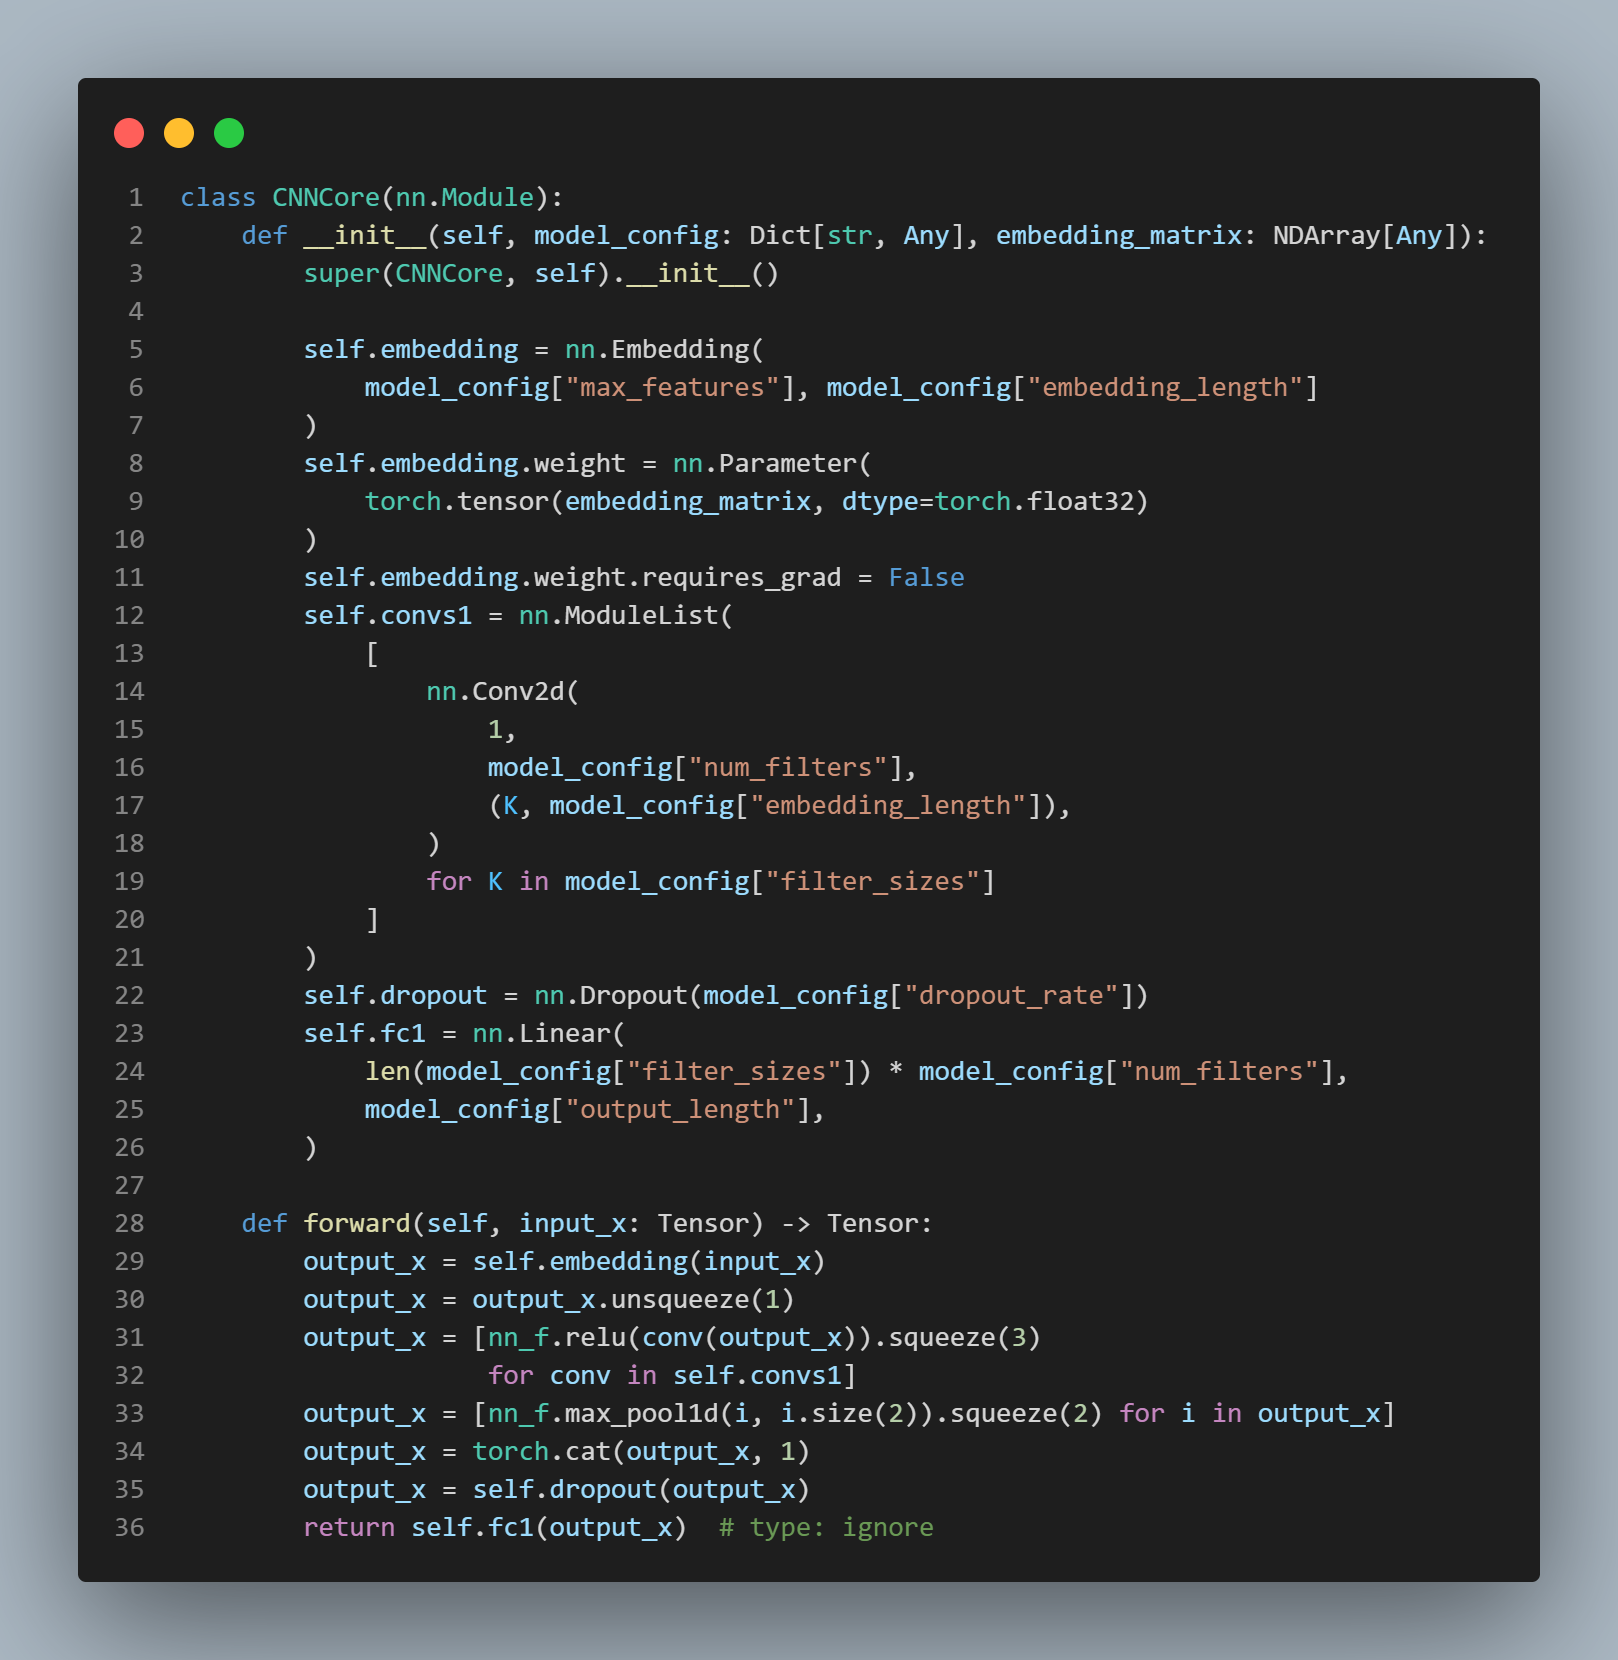 1 class CNNCore(nn.Module):
2     def __init__(self, model_config: Dict[str, Any], embedding_matrix: NDArray[Any]):
3         super(CNNCore, self).__init__()
4
5         self.embedding = nn.Embedding(
6             model_config["max_features"], model_config["embedding_length"]
7         )
8         self.embedding.weight = nn.Parameter(
9             torch.tensor(embedding_matrix, dtype=torch.float32)
10         )
11         self.embedding.weight.requires_grad = False
12         self.convs1 = nn.ModuleList(
13             [
14                 nn.Conv2d(
15                     1,
16                     model_config["num_filters"],
17                     (K, model_config["embedding_length"]),
18                 )
19                 for K in model_config["filter_sizes"]
20             ]
21         )
22         self.dropout = nn.Dropout(model_config["dropout_rate"])
23         self.fc1 = nn.Linear(
24             len(model_config["filter_sizes"]) * model_config["num_filters"],
25             model_config["output_length"],
26         )
27
28     def forward(self, input_x: Tensor) -> Tensor:
29         output_x = self.embedding(input_x)
30         output_x = output_x.unsqueeze(1)
31         output_x = [nn_f.relu(conv(output_x)).squeeze(3)
32                     for conv in self.convs1]
33         output_x = [nn_f.max_pool1d(i, i.size(2)).squeeze(2) for i in output_x]
34         output_x = torch.cat(output_x, 1)
35         output_x = self.dropout(output_x)
36         return self.fc1(output_x)  # type: ignore